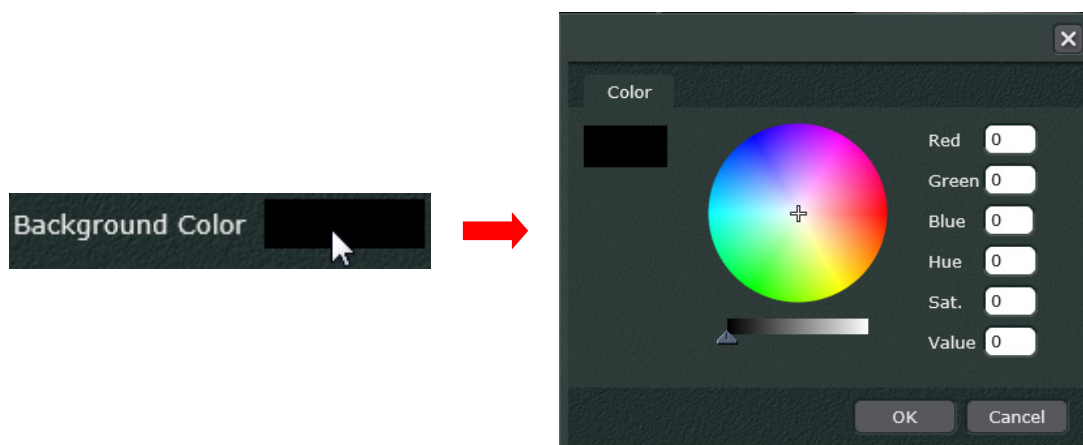 Background Color
Color
Red 0
Green 0
Blue 0
Hue 0
Sat. 0
Value 0
OK Cancel